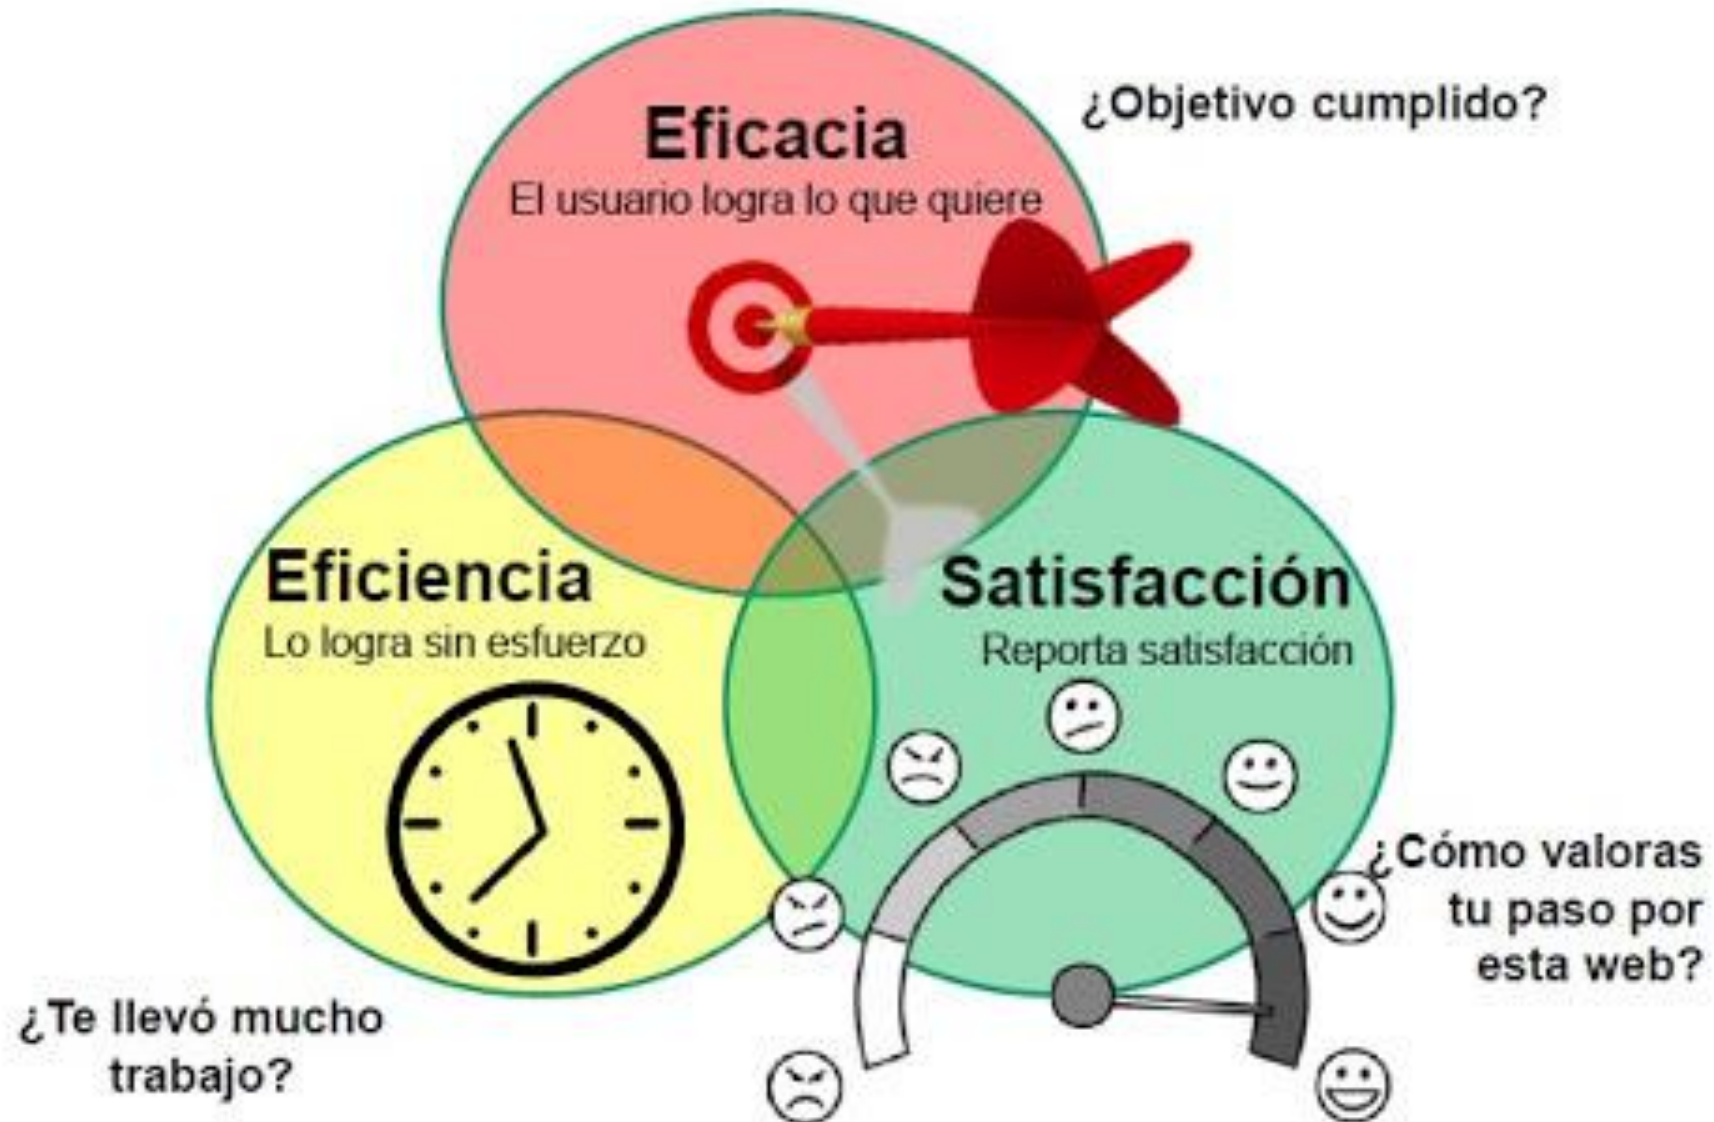 ¿Objetivo cumplido?
Eficacia
El usuario logra lo que quiere
Eficiencia
Lo logra sin esfuerzo
Satisfacción
Reporta satisfacción
¿Cómo valoras
tu paso por
esta web?
¿Te llevó mucho
trabajo?